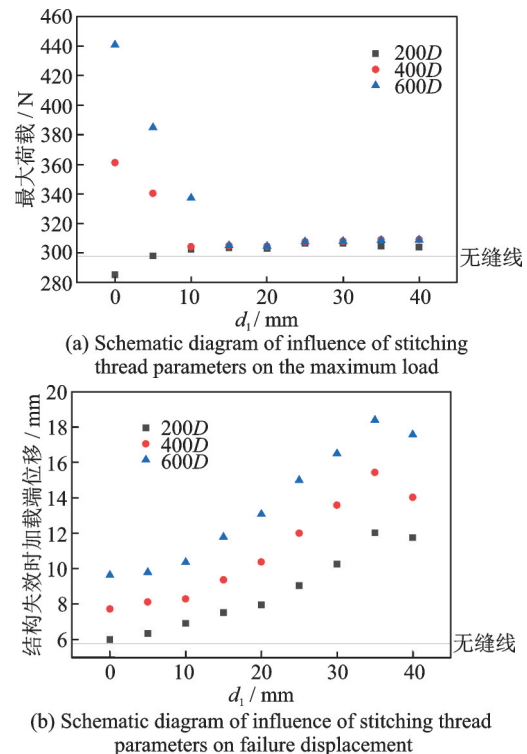 460
440
420
400
380
360
340
320
300
280
最大荷载 / N
200D
400D
600D
无缝线
0 10 20 30 40
d₁ / mm
(a) Schematic diagram of influence of stitching
thread parameters on the maximum load
20
18
16
14
12
10
8
6
结构失效时加载端位移 / mm
200D
400D
600D
无缝线
0 10 20 30 40
d₁ / mm
(b) Schematic diagram of influence of stitching thread
parameters on failure displacement